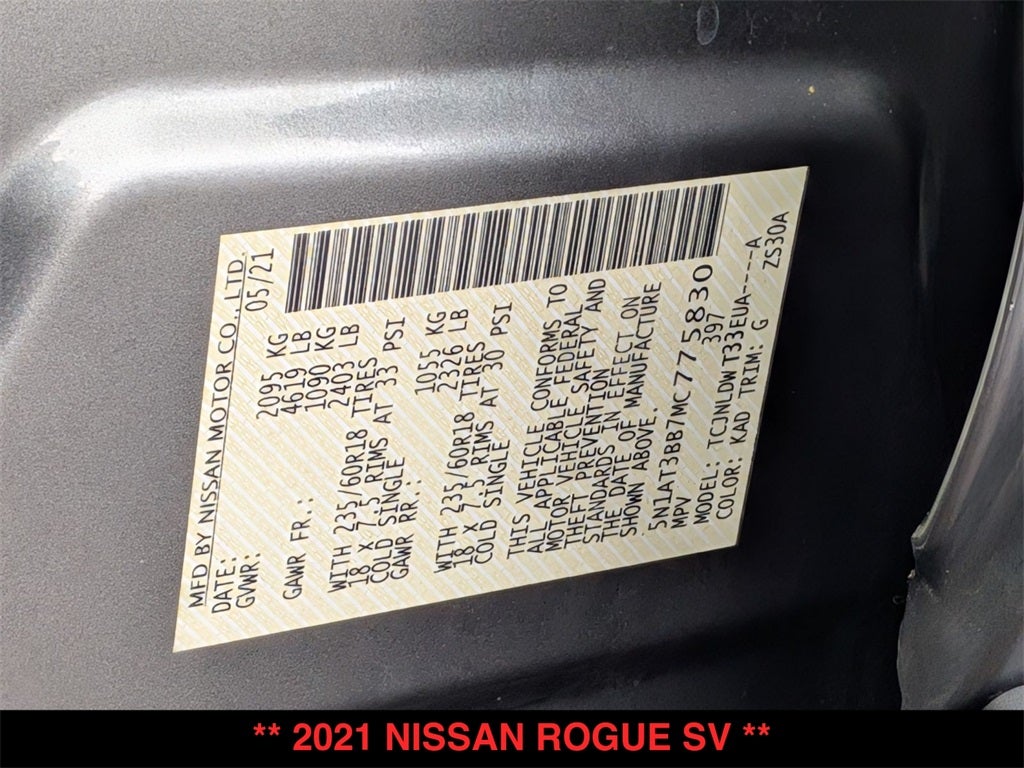 MFD BY NISSAN MOTOR CO., LTD.
DATE: 05/21
GVWR: 2095 KG
4619 LB
GAWR FR.: 1090 KG
2403 LB
WITH 235/60R18 TIRES
18 X 7.5 RIMS AT 33 PSI
COLD SINGLE
GAWR RR.: 1055 KG
2326 LB
WITH 235/60R18 TIRES
18 X 7.5 RIMS AT 30 PSI
COLD SINGLE
THIS VEHICLE CONFORMS TO
ALL APPLICABLE FEDERAL
MOTOR VEHICLE SAFETY AND
THEFT PREVENTION
STANDARDS IN EFFECT ON
THE DATE OF MANUFACTURE
SHOWN ABOVE.
5N1AT3BB7MC775830
MPV 397
MODEL: TCJNLDWT33EUA----A
COLOR: KAD TRIM: G ZS30A
** 2021 NISSAN ROGUE SV **